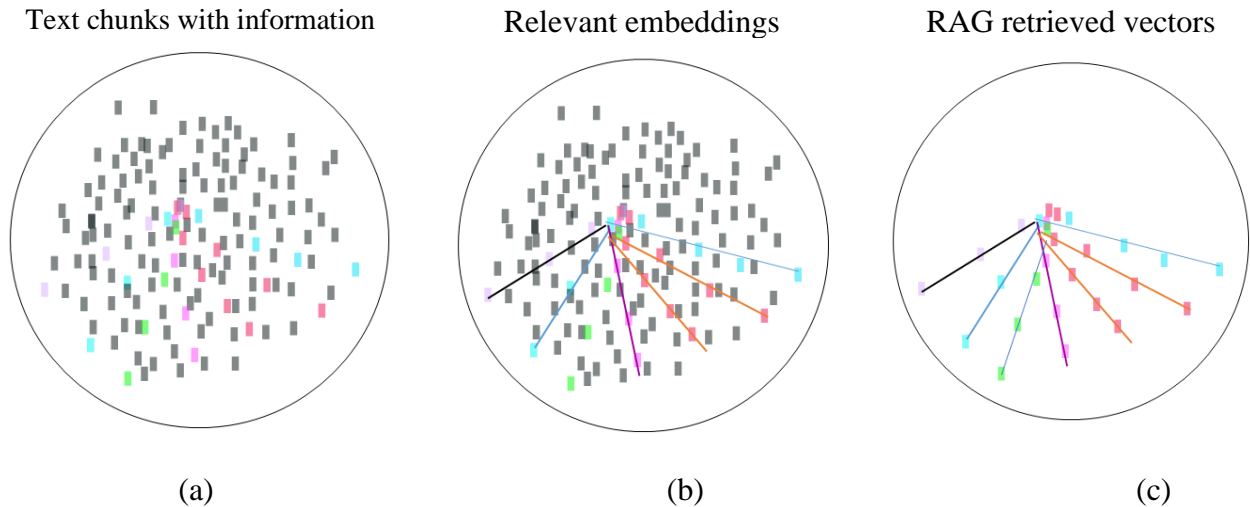 Text chunks with information
Relevant embeddings
RAG retrieved vectors
(a)
(b)
(c)